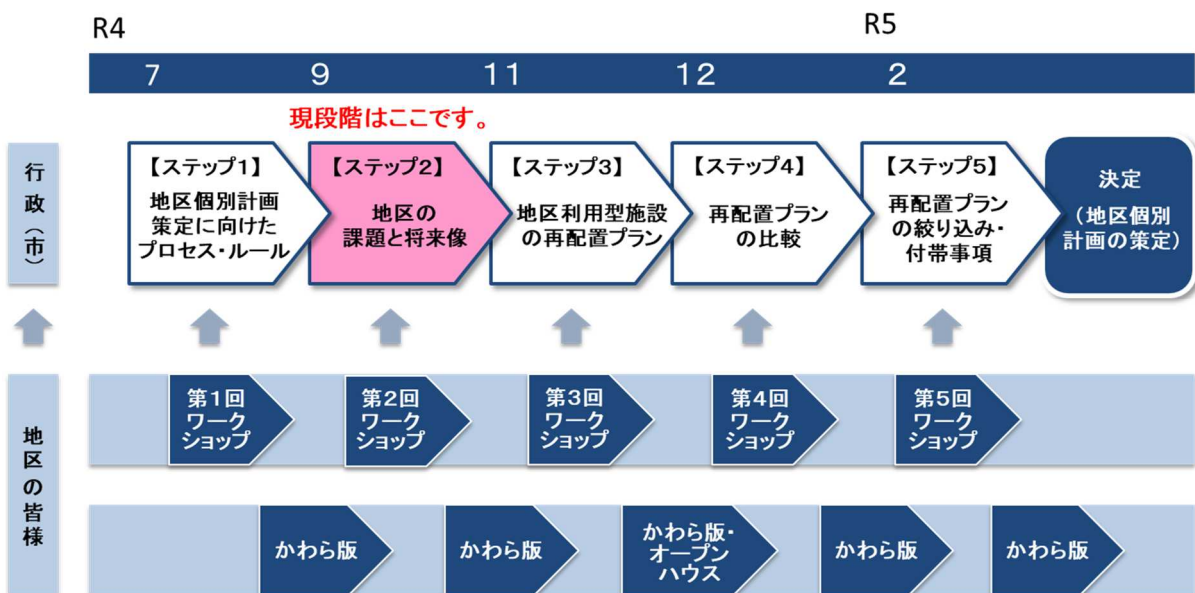 R4
R5
7
9
11
12
2
現段階はここです。
行政（市）
【ステップ1】
地区個別計画
策定に向けた
プロセス・ルール
【ステップ2】
地区の
課題と将来像
【ステップ3】
地区利用型施設
の再配置プラン
【ステップ4】
再配置プラン
の比較
【ステップ5】
再配置プラン
の絞り込み・
付帯事項
決定
（地区個別
計画の策定）
地区の皆様
第1回
ワーク
ショップ
第2回
ワーク
ショップ
第3回
ワーク
ショップ
第4回
ワーク
ショップ
第5回
ワーク
ショップ
かわら版
かわら版
かわら版・
オープン
ハウス
かわら版
かわら版